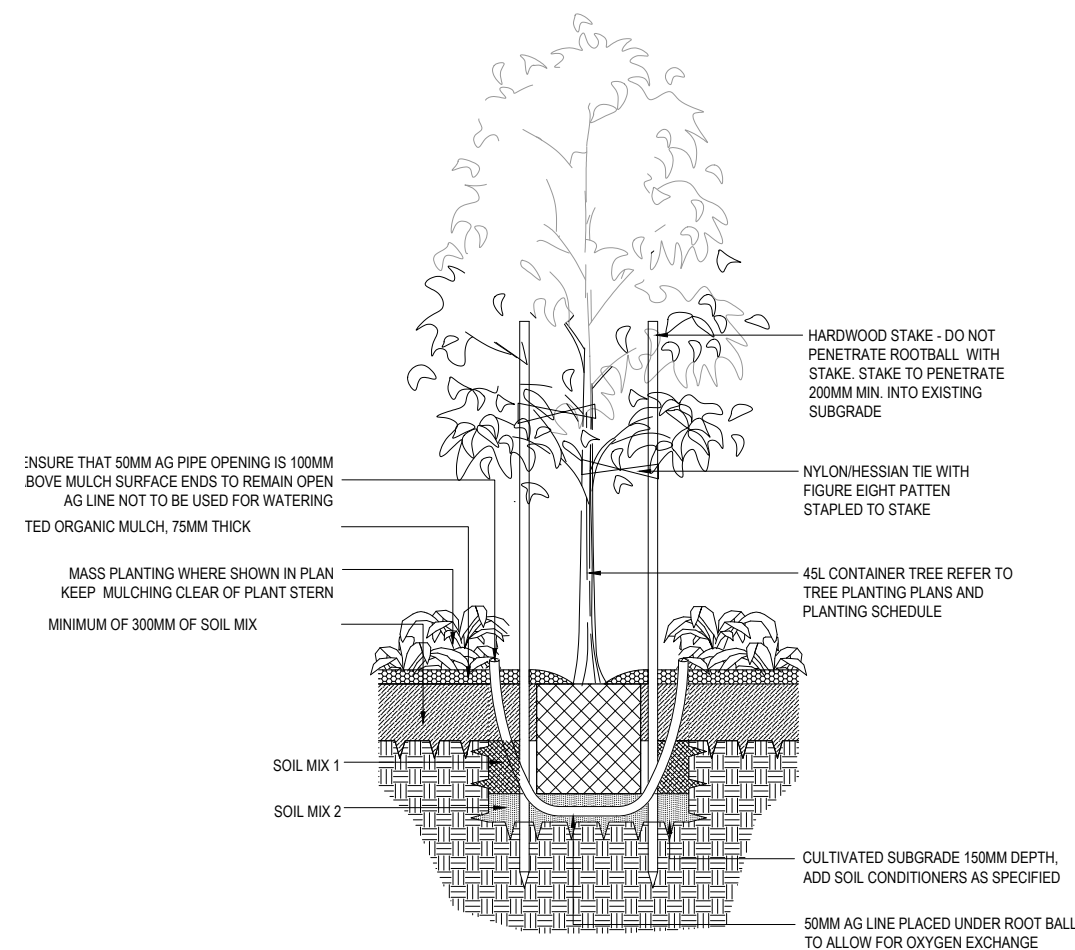 HARDWOOD STAKE - DO NOT
PENETRATE ROOTBALL WITH
STAKE. STAKE TO PENETRATE
200MM MIN. INTO EXISTING
SUBGRADE
ENSURE THAT 50MM AG PIPE OPENING IS 100MM
BOVE MULCH SURFACE ENDS TO REMAIN OPEN
AG LINE NOT TO BE USED FOR WATERING
NYLON/HESSIAN TIE WITH
FIGURE EIGHT PATTEN
STAPLED TO STAKE
TED ORGANIC MULCH, 75MM THICK
MASS PLANTING WHERE SHOWN IN PLAN
KEEP MULCHING CLEAR OF PLANT STERN
45L CONTAINER TREE REFER TO
TREE PLANTING PLANS AND
PLANTING SCHEDULE
MINIMUM OF 300MM OF SOIL MIX
SOIL MIX 1
SOIL MIX 2
CULTIVATED SUBGRADE 150MM DEPTH,
ADD SOIL CONDITIONERS AS SPECIFIED
50MM AG LINE PLACED UNDER ROOT BALL
TO ALLOW FOR OXYGEN EXCHANGE